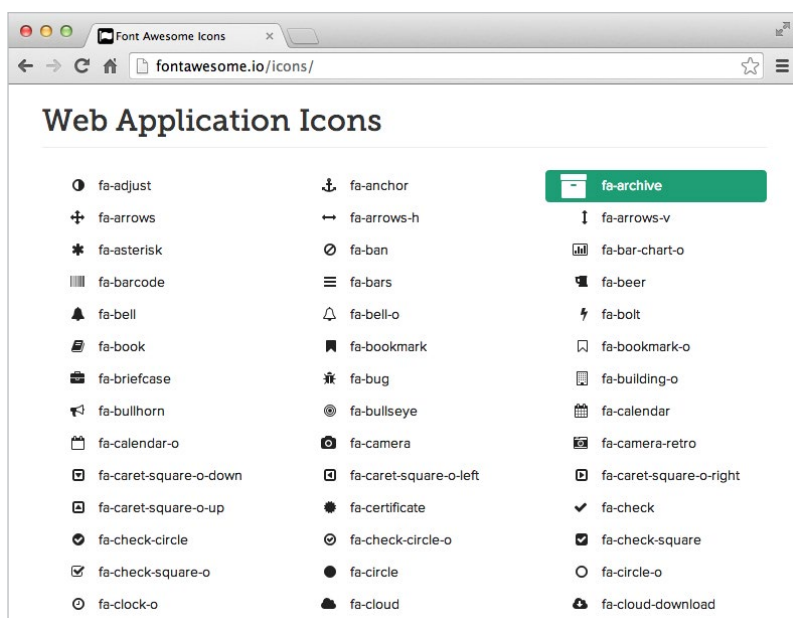 Font Awesome Icons
fontawesome.io/icons/
Web Application Icons
fa-adjust fa-anchor fa-archive
fa-arrows fa-arrows-h fa-arrows-v
fa-asterisk fa-ban fa-bar-chart-o
fa-barcode fa-bars fa-beer
fa-bell fa-bell-o fa-bolt
fa-book fa-bookmark fa-bookmark-o
fa-briefcase fa-bug fa-building-o
fa-bullhorn fa-bullseye fa-calendar
fa-calendar-o fa-camera fa-camera-retro
fa-caret-square-o-down fa-caret-square-o-left fa-caret-square-o-right
fa-caret-square-o-up fa-certificate fa-check
fa-check-circle fa-check-circle-o fa-check-square
fa-check-square-o fa-circle fa-circle-o
fa-clock-o fa-cloud fa-cloud-download